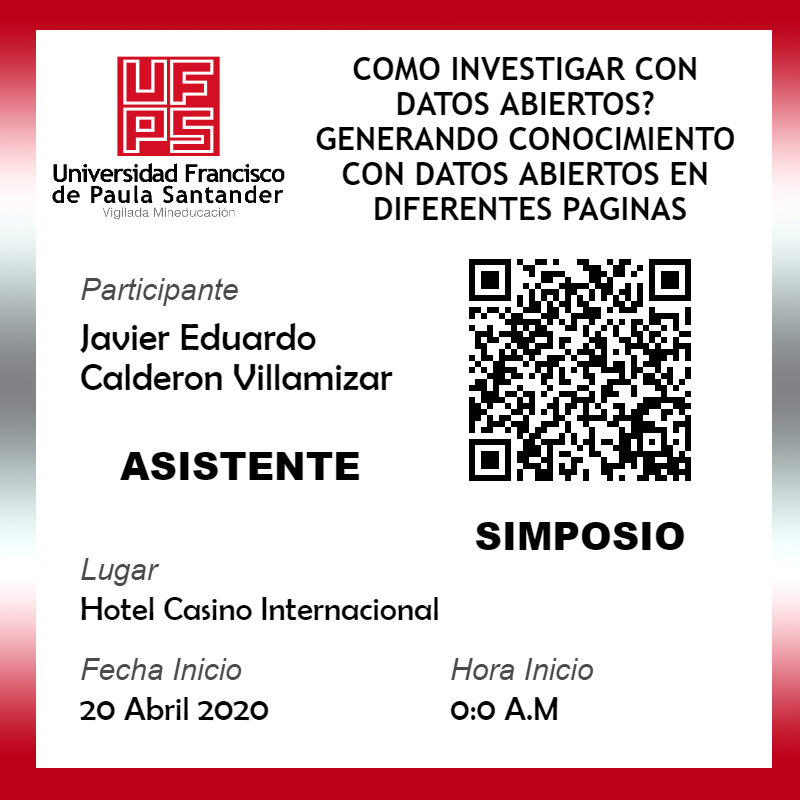 UF
PS
Universidad Francisco
de Paula Santander
Vigilada Mineducación
COMO INVESTIGAR CON
DATOS ABIERTOS?
GENERANDO CONOCIMIENTO
CON DATOS ABIERTOS EN
DIFERENTES PAGINAS
Participante
Javier Eduardo
Calderon Villamizar
ASISTENTE
SIMPOSIO
Lugar
Hotel Casino Internacional
Fecha Inicio
Hora Inicio
20 Abril 2020
0:0 A.M